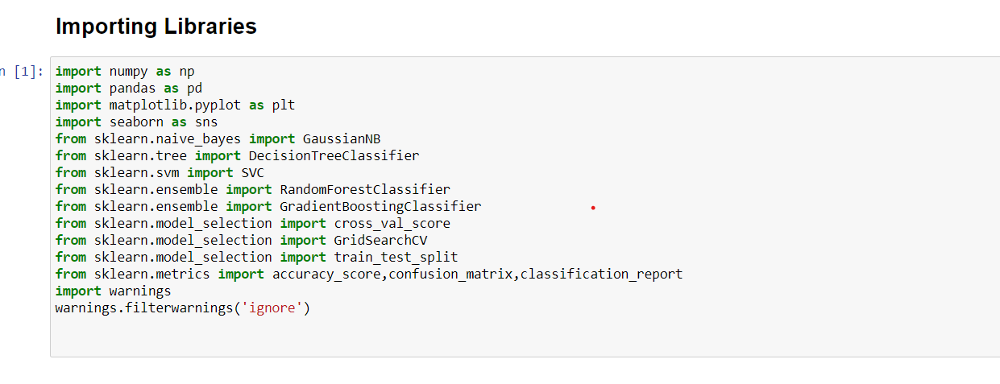 Importing Libraries
n [1]:
import numpy as np
import pandas as pd
import matplotlib.pyplot as plt
import seaborn as sns
from sklearn.naive_bayes import GaussianNB
from sklearn.tree import DecisionTreeClassifier
from sklearn.svm import SVC
from sklearn.ensemble import RandomForestClassifier
from sklearn.ensemble import GradientBoostingClassifier
from sklearn.model_selection import cross_val_score
from sklearn.model_selection import GridSearchCV
from sklearn.model_selection import train_test_split
from sklearn.metrics import accuracy_score,confusion_matrix,classification_report
import warnings
warnings.filterwarnings('ignore')